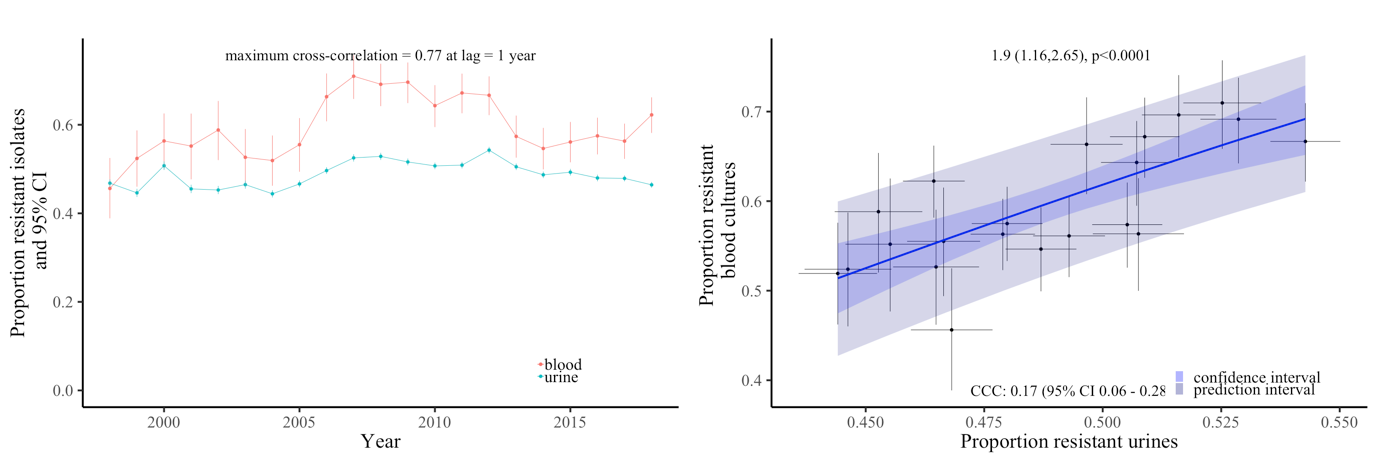 maximum cross-correlation = 0.77 at lag = 1 year
Proportion resistant isolates
and 95% CI
0.6
0.4
0.2
0.0
blood
urine
2000 2005 2010 2015
Year
1.9 (1.16,2.65), p<0.0001
Proportion resistant
blood cultures
0.7
0.6
0.5
0.4
CCC: 0.17 (95% CI 0.06 - 0.28
confidence interval
prediction interval
0.450 0.475 0.500 0.525 0.550
Proportion resistant urines